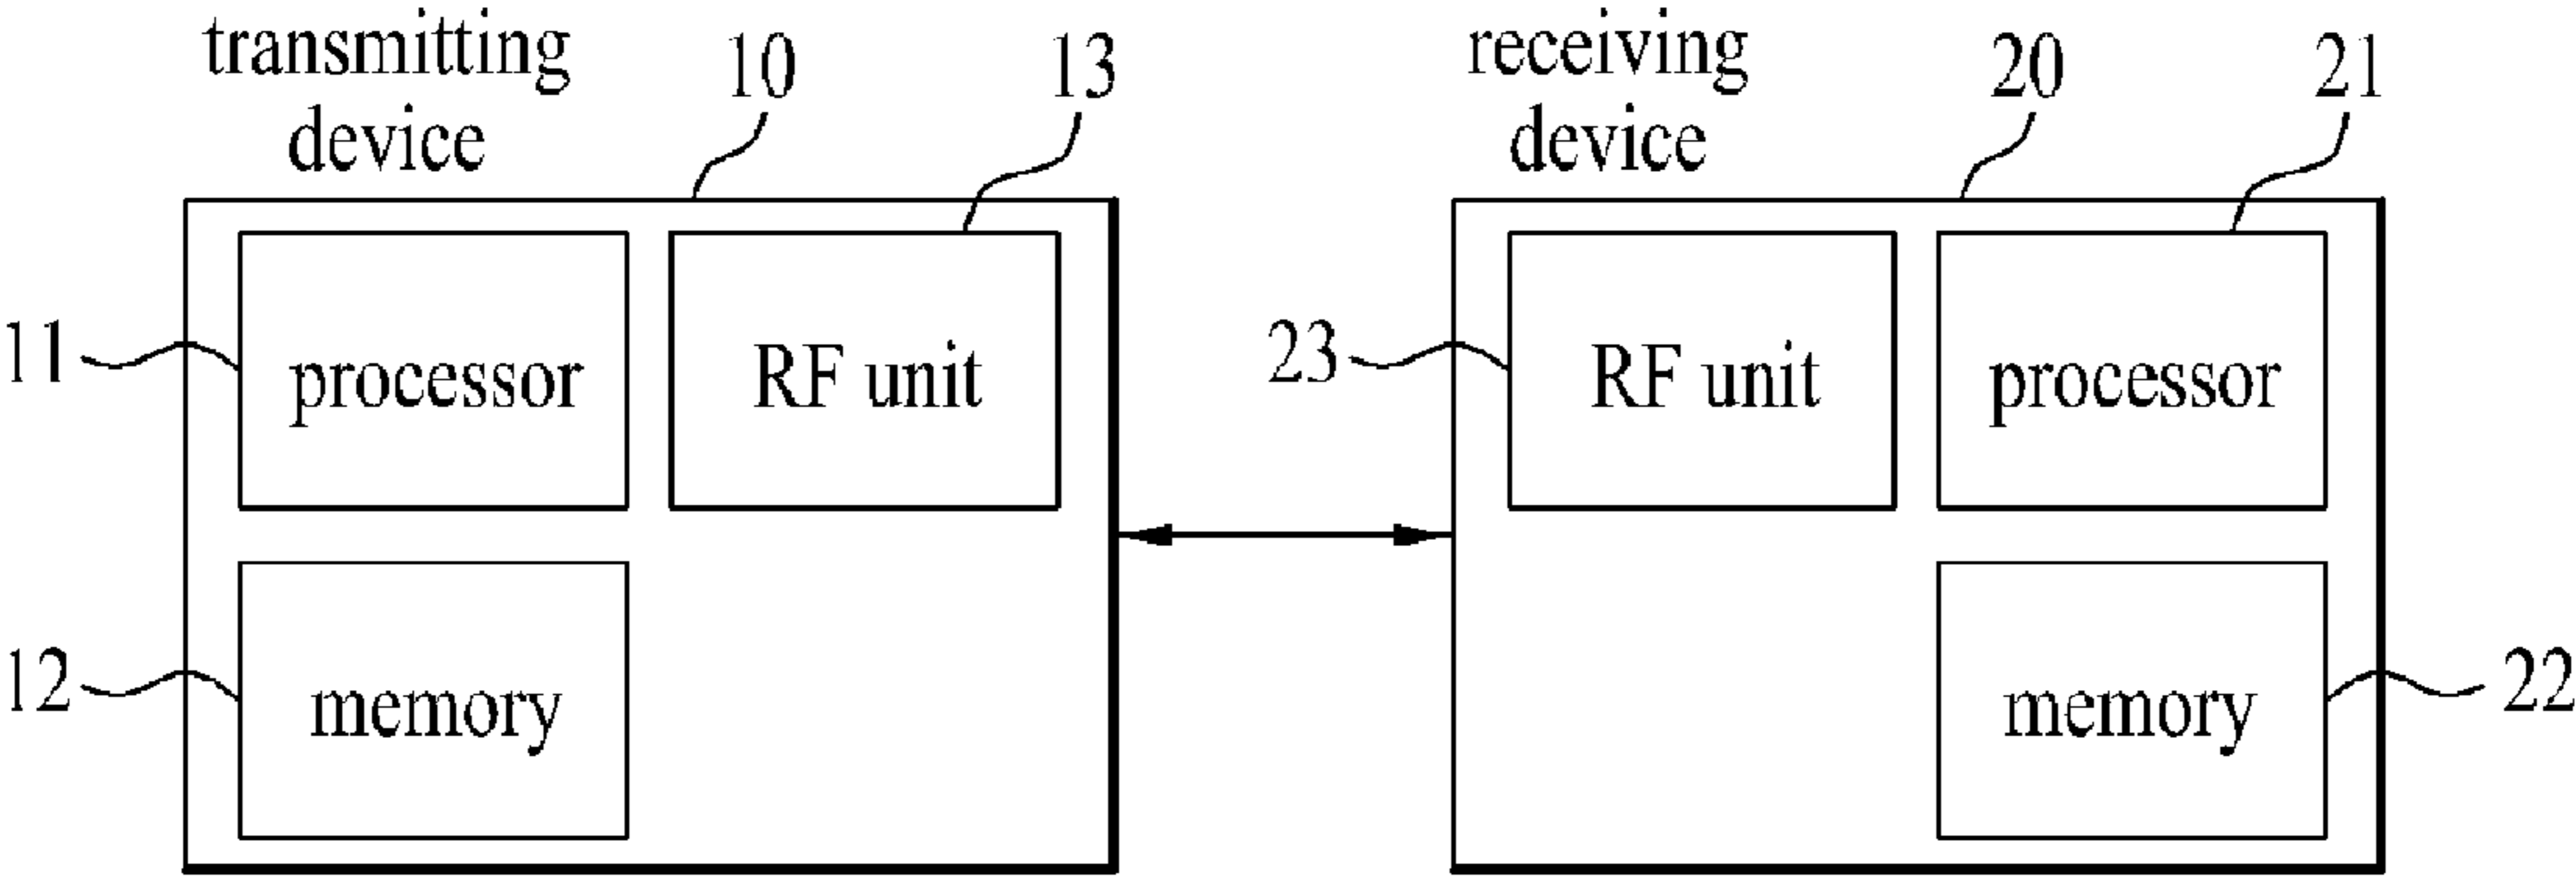 transmitting
device
10
13
receiving
device
20
21
11
processor
RF unit
23
RF unit
processor
12
memory
memory
22